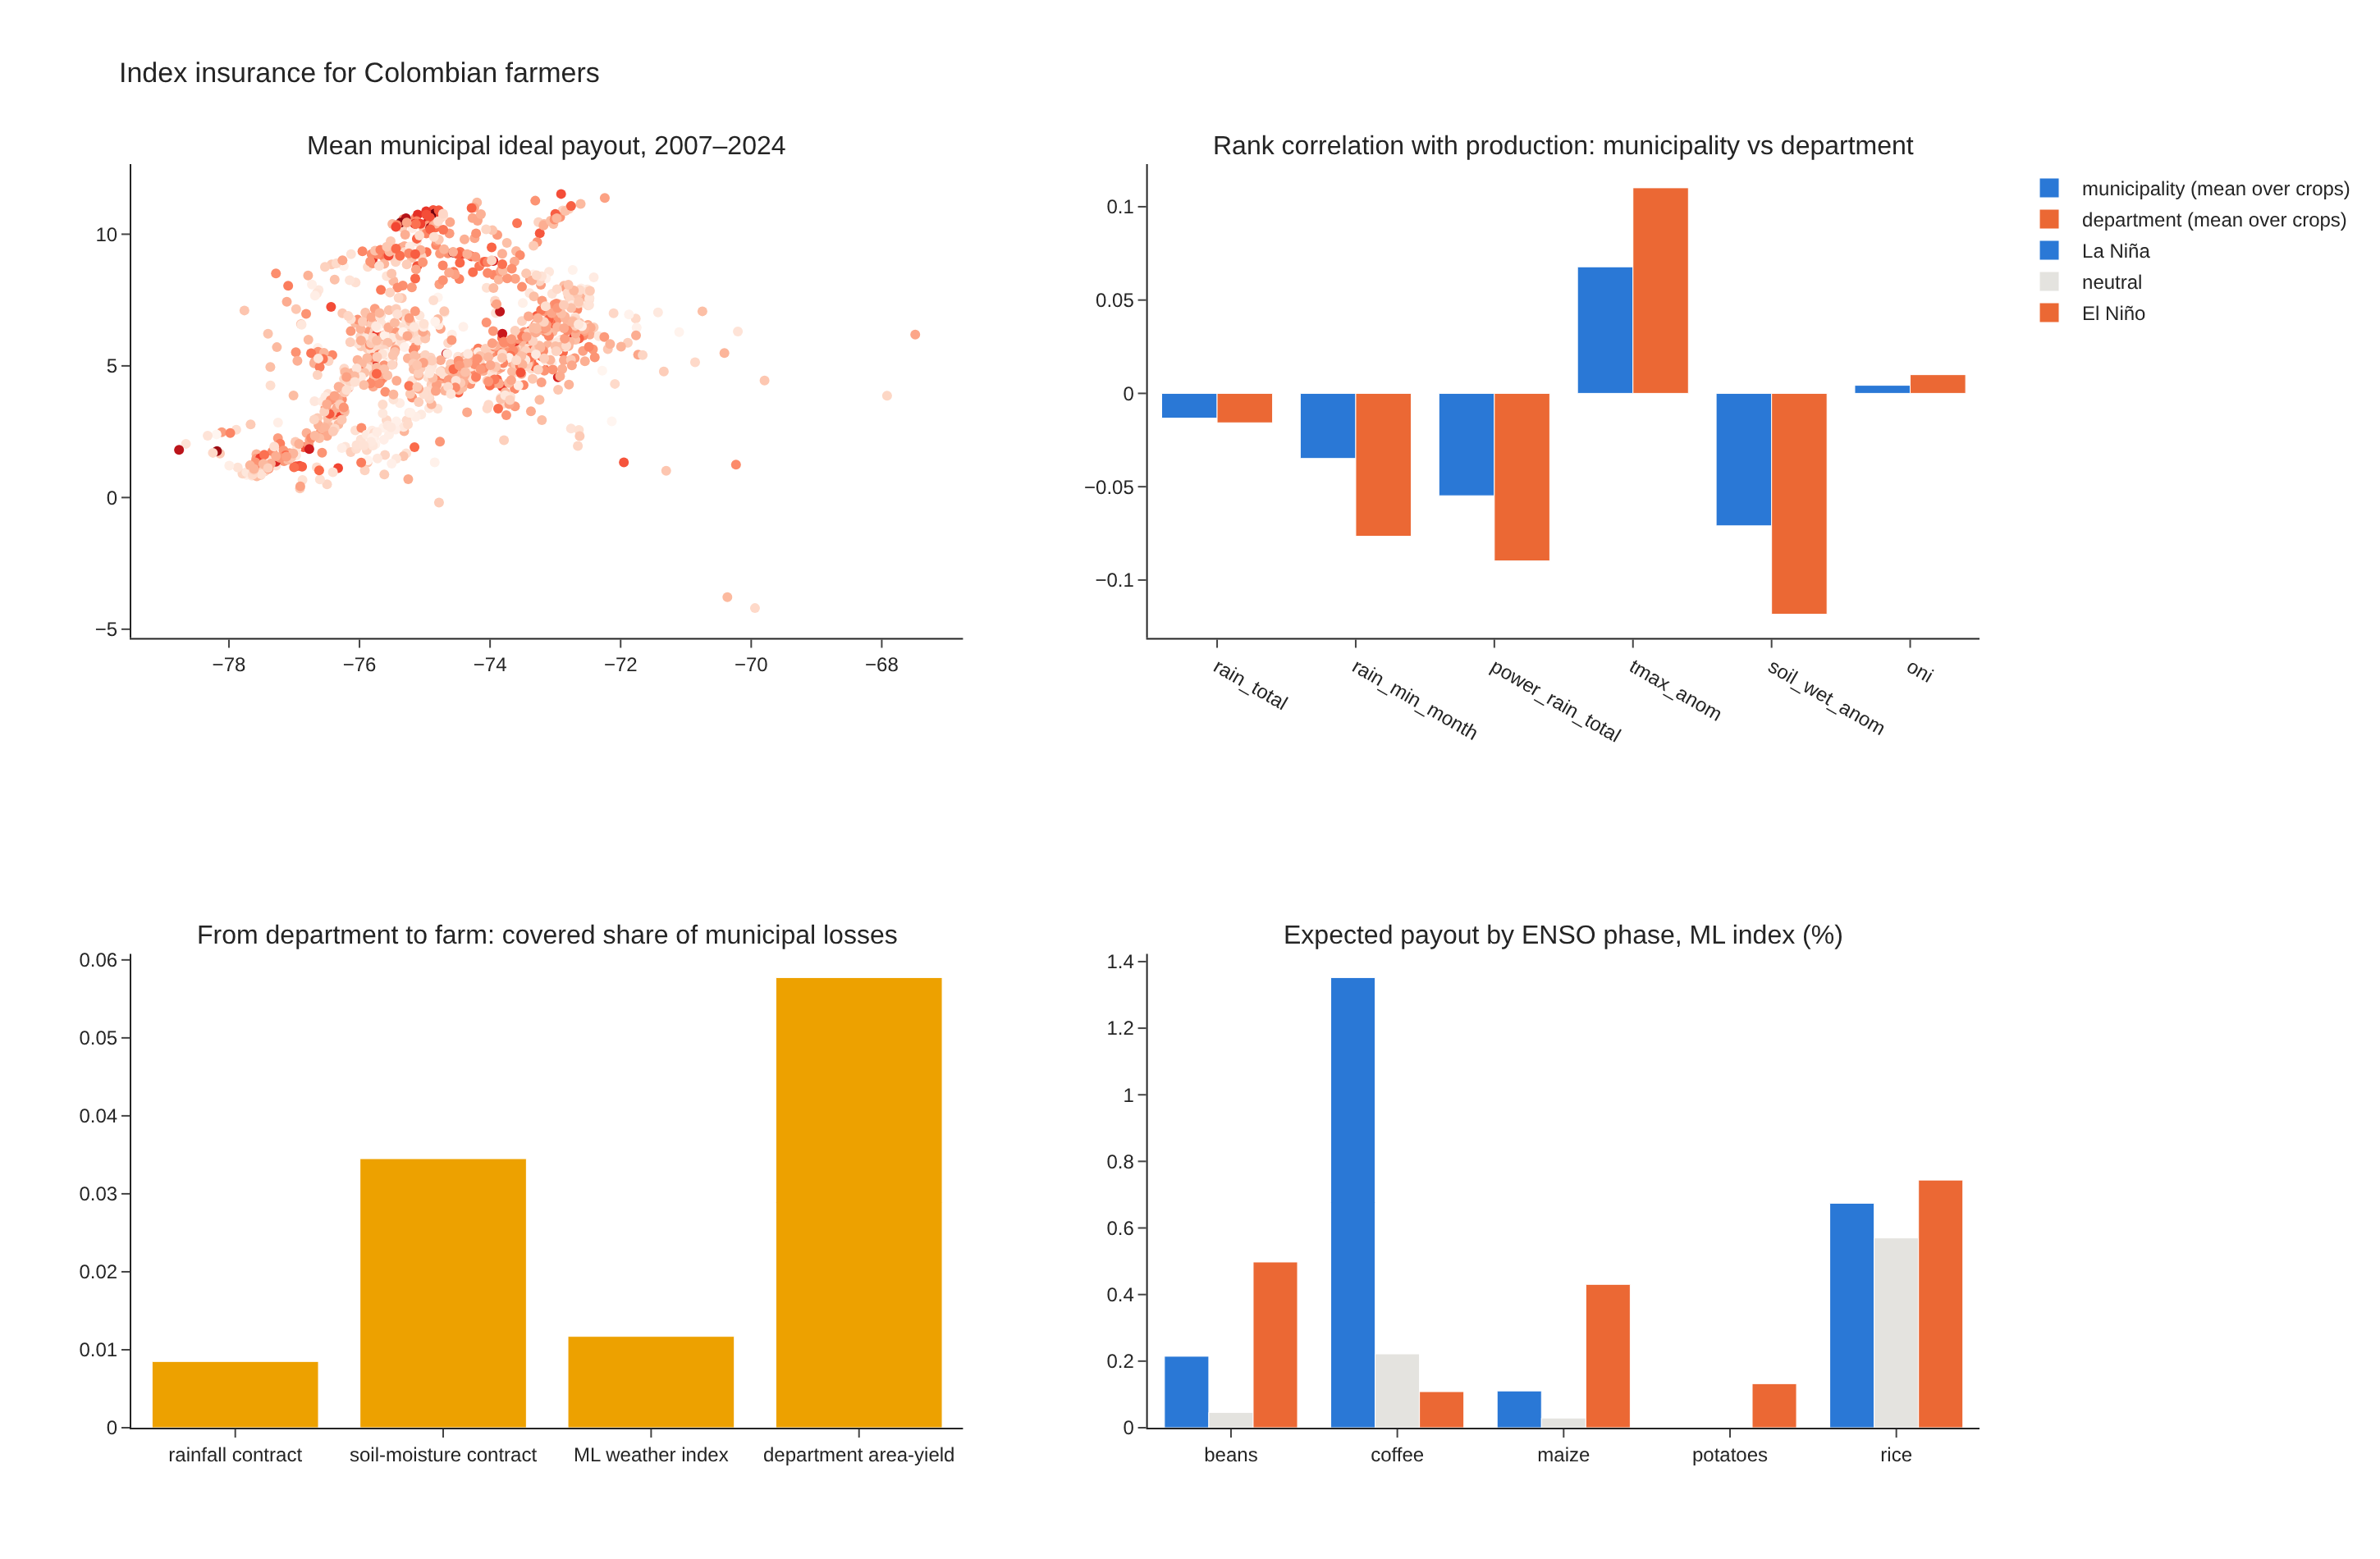 Index insurance for Colombian farmers
Mean municipal ideal payout, 2007–2024
10
5
0
−5
−78
−76
−74
−72
−70
−68
Rank correlation with production: municipality vs department
0.1
0.05
0
−0.05
−0.1
rain_total
rain_min_month
power_rain_total
tmax_anom
soil_wet_anom
oni
municipality (mean over crops)
department (mean over crops)
La Niña
neutral
El Niño
From department to farm: covered share of municipal losses
0.06
0.05
0.04
0.03
0.02
0.01
0
rainfall contract
soil-moisture contract
ML weather index
department area-yield
Expected payout by ENSO phase, ML index (%)
1.4
1.2
1
0.8
0.6
0.4
0.2
0
beans
coffee
maize
potatoes
rice